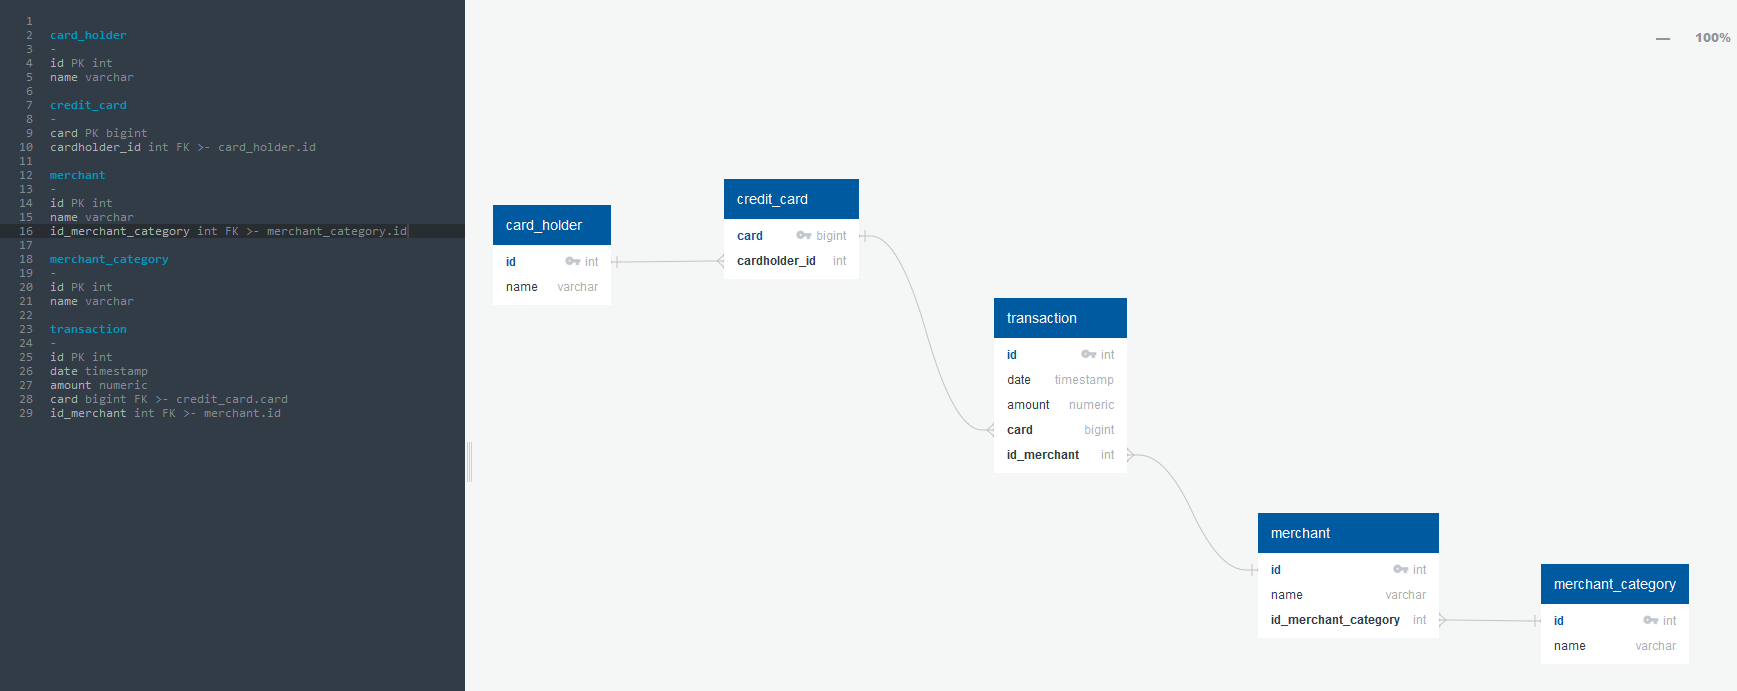 1
2 card_holder
3 -
4 id PK int
5 name varchar
6
7 credit_card
8 -
9 card PK bigint
10 cardholder_id int FK >- card_holder.id
11
12 merchant
13 -
14 id PK int
15 name varchar
16 id_merchant_category int FK >- merchant_category.id
17
18 merchant_category
19 -
20 id PK int
21 name varchar
22
23 transaction
24 -
25 id PK int
26 date timestamp
27 amount numeric
28 card bigint FK >- credit_card.card
29 id_merchant int FK >- merchant.id
100%
card_holder
id int
name varchar
credit_card
card bigint
cardholder_id int
transaction
id int
date timestamp
amount numeric
card bigint
id_merchant int
merchant
id int
name varchar
id_merchant_category int
merchant_category
id int
name varchar